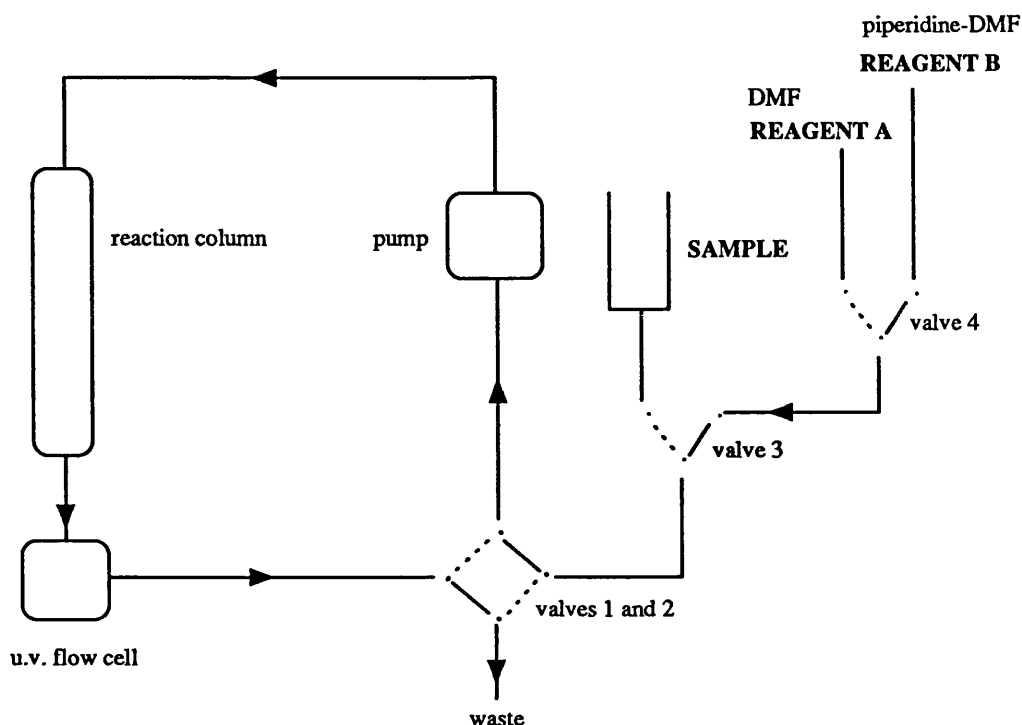 piperidine-DMF
REAGENT B
DMF
REAGENT A
reaction column
pump
SAMPLE
valve 4
valve 3
valves 1 and 2
u.v. flow cell
waste